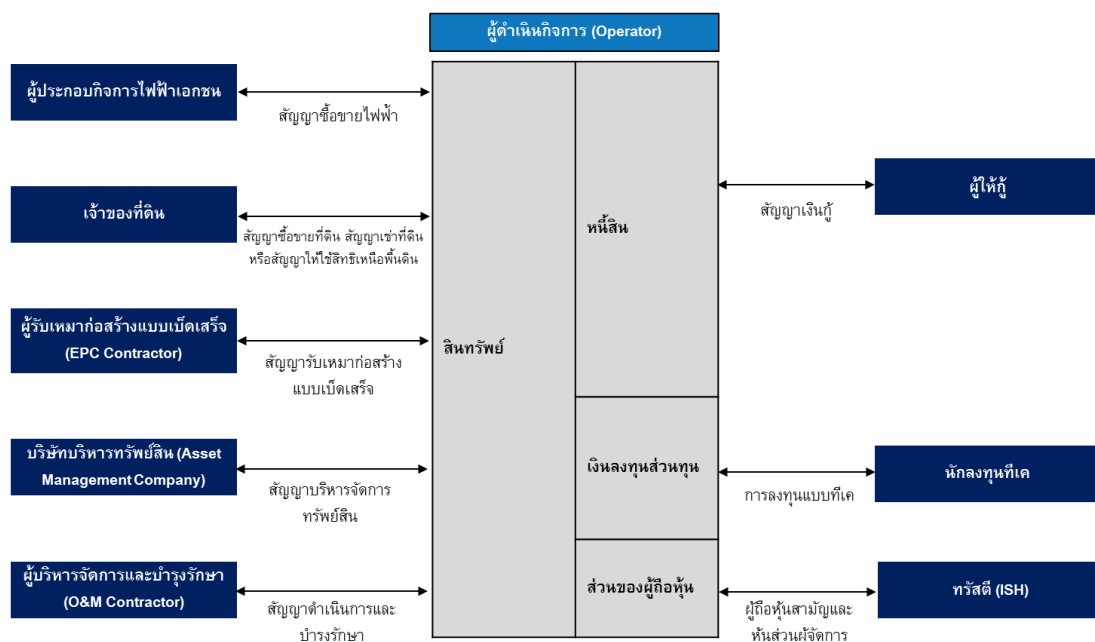 ผู้ดำเนินกิจการ (Operator)
ผู้ประกอบกิจการไฟฟ้าเอกชน
สัญญาซื้อขายไฟฟ้า
เจ้าของที่ดิน
สัญญาซื้อขายที่ดิน สัญญาเช่าที่ดิน
หรือสัญญาให้ใช้สิทธิเหนือพื้นดิน
ผู้รับเหมาก่อสร้างแบบเบ็ดเสร็จ
(EPC Contractor)
สัญญารับเหมาก่อสร้าง
แบบเบ็ดเสร็จ
บริษัทบริหารทรัพย์สิน (Asset
Management Company)
สัญญาบริหารจัดการ
ทรัพย์สิน
ผู้บริหารจัดการและบำรุงรักษา
(O&M Contractor)
สัญญาดำเนินการและ
บำรุงรักษา
สินทรัพย์
หนี้สิน
เงินลงทุนส่วนทุน
ส่วนของผู้ถือหุ้น
ผู้ให้กู้
สัญญาเงินกู้
นักลงทุนทีเค
การลงทุนแบบทีเค
ทรัสตี (ISH)
ผู้ถือหุ้นสามัญและ
หุ้นส่วนผู้จัดการ